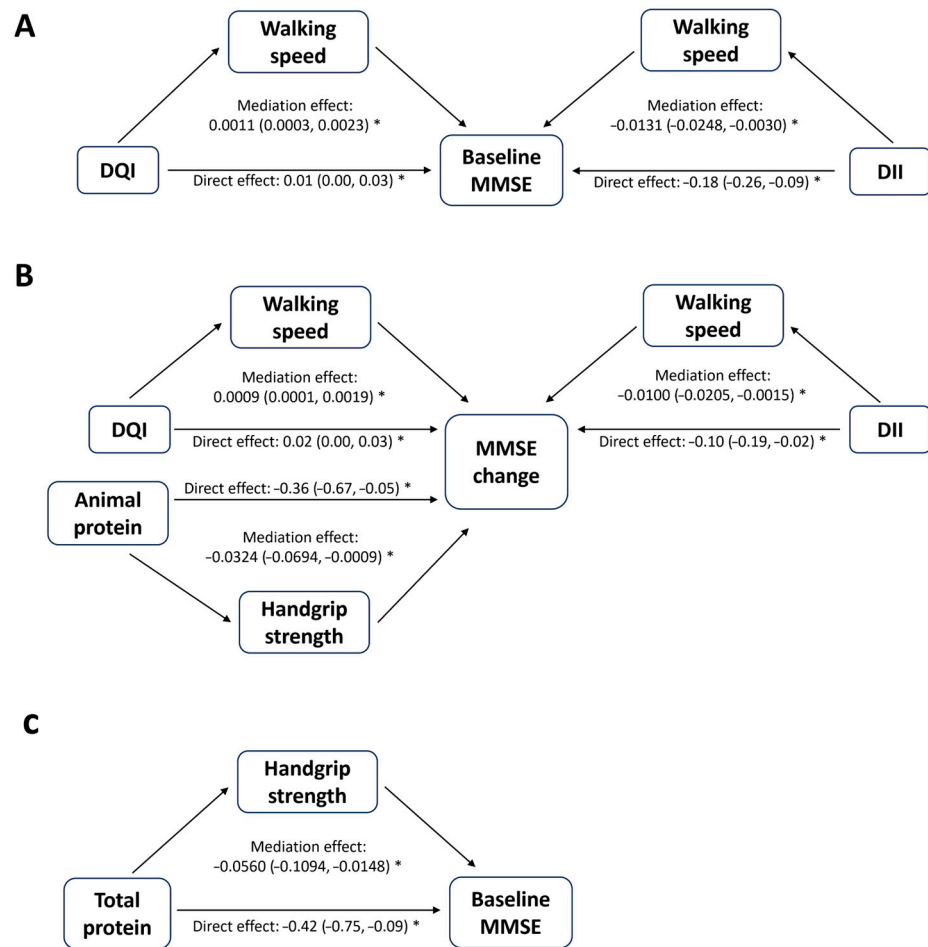 A
Walking
speed
Mediation effect:
0.0011 (0.0003, 0.0023) *
DQI
Direct effect: 0.01 (0.00, 0.03) *
Baseline
MMSE
Walking
speed
Mediation effect:
−0.0131 (−0.0248, −0.0030) *
Direct effect: −0.18 (−0.26, −0.09) *
DII
B
Walking
speed
Mediation effect:
0.0009 (0.0001, 0.0019) *
DQI
Direct effect: 0.02 (0.00, 0.03) *
MMSE
change
Walking
speed
Mediation effect:
−0.0100 (−0.0205, −0.0015) *
Direct effect: −0.10 (−0.19, −0.02) *
DII
Animal
protein
Direct effect: −0.36 (−0.67, −0.05) *
Mediation effect:
−0.0324 (−0.0694, −0.0009) *
Handgrip
strength
C
Handgrip
strength
Mediation effect:
−0.0560 (−0.1094, −0.0148) *
Total
protein
Direct effect: −0.42 (−0.75, −0.09) *
Baseline
MMSE